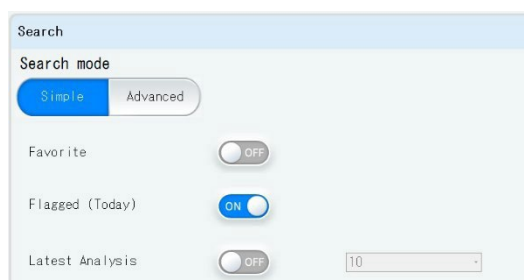 Search
Search mode
Simple Advanced
Favorite OFF
Flagged (Today) ON
Latest Analysis OFF 10